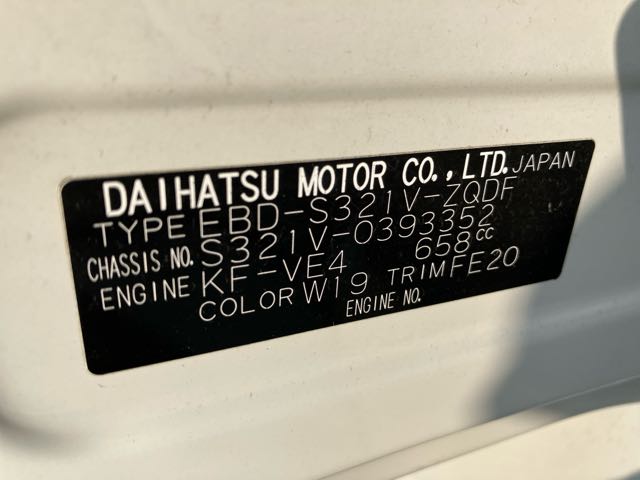 DAIHATSU MOTOR CO., LTD. JAPAN
TYPE EBD-S321V-ZQDF
CHASSIS NO. S321V-0393352
ENGINE KF-VE4 658cc
COLOR W19 TRIM FE20
ENGINE NO.